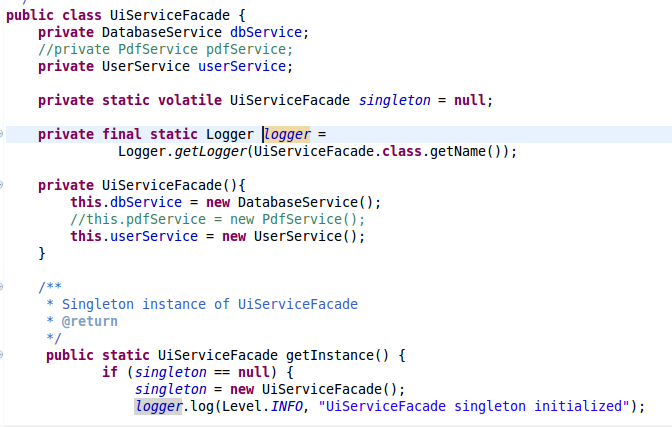 */
public class UiServiceFacade {
private DatabaseService dbService;
//private PdfService pdfService;
private UserService userService;
private static volatile UiServiceFacade singleton = null;
private final static Logger logger =
Logger.getLogger(UiServiceFacade.class.getName());
private UiServiceFacade(){
this.dbService = new DatabaseService();
//this.pdfService = new PdfService();
this.userService = new UserService();
}
/**
* Singleton instance of UiServiceFacade
* @return
*/
public static UiServiceFacade getInstance() {
if (singleton == null) {
singleton = new UiServiceFacade();
logger.log(Level.INFO, "UiServiceFacade singleton initialized");